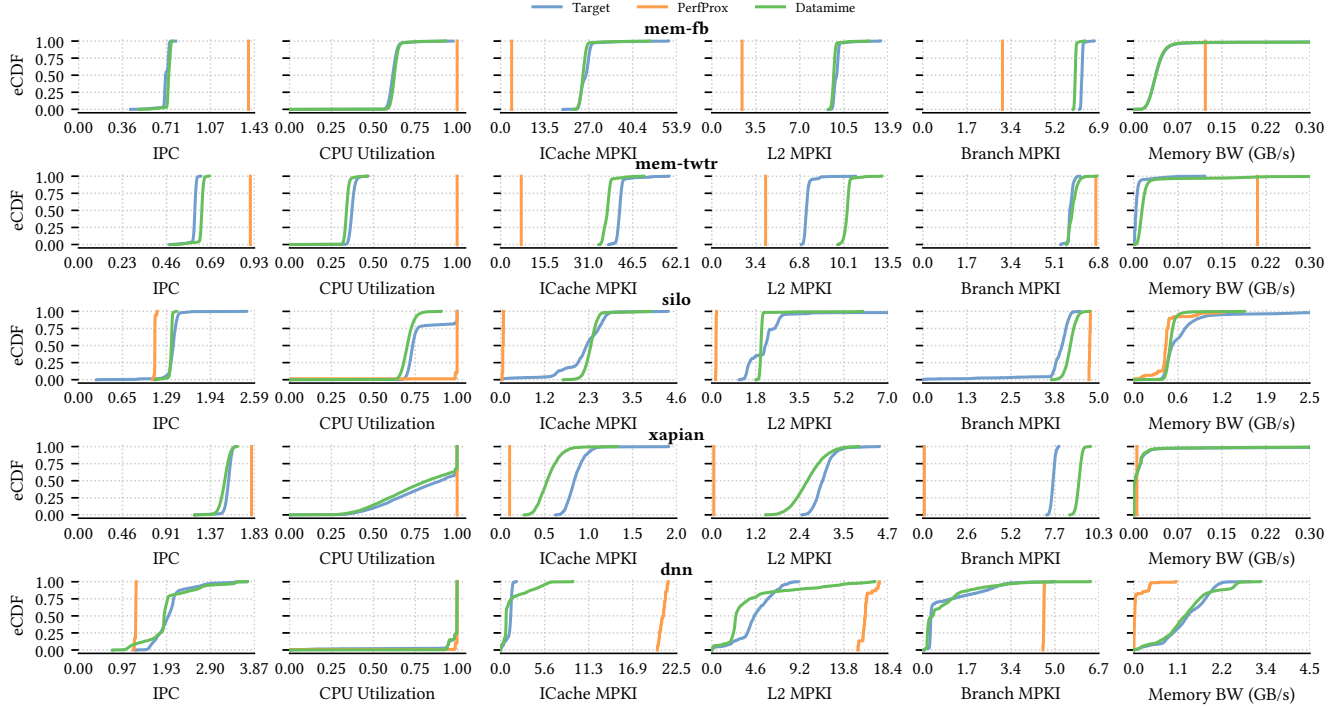 Target PerfProx Datamime
mem-fb
eCDF 1.00 0.75 0.50 0.25 0.00
0.00 0.36 0.71 1.07 1.43 0.00 0.25 0.50 0.75 1.00 0.0 13.5 27.0 40.4 53.9 0.0 3.5 7.0 10.5 13.9 0.0 1.7 3.4 5.2 6.9 0.00 0.07 0.15 0.22 0.30
IPC CPU Utilization ICache MPKI L2 MPKI Branch MPKI Memory BW (GB/s)
mem-twtr
eCDF 1.00 0.75 0.50 0.25 0.00
0.00 0.23 0.46 0.69 0.93 0.00 0.25 0.50 0.75 1.00 0.0 15.5 31.0 46.5 62.1 0.0 3.4 6.8 10.1 13.5 0.0 1.7 3.4 5.1 6.8 0.00 0.07 0.15 0.22 0.30
IPC CPU Utilization ICache MPKI L2 MPKI Branch MPKI Memory BW (GB/s)
silo
eCDF 1.00 0.75 0.50 0.25 0.00
0.00 0.65 1.29 1.94 2.59 0.00 0.25 0.50 0.75 1.00 0.0 1.2 2.3 3.5 4.6 0.0 1.8 3.5 5.2 7.0 0.0 1.3 2.5 3.8 5.0 0.0 0.6 1.2 1.9 2.5
IPC CPU Utilization ICache MPKI L2 MPKI Branch MPKI Memory BW (GB/s)
xapian
eCDF 1.00 0.75 0.50 0.25 0.00
0.00 0.46 0.91 1.37 1.83 0.00 0.25 0.50 0.75 1.00 0.0 0.5 1.0 1.4 1.9 0.0 1.2 2.4 3.5 4.7 0.0 2.6 5.2 7.7 10.3 0.00 0.07 0.15 0.22 0.30
IPC CPU Utilization ICache MPKI L2 MPKI Branch MPKI Memory BW (GB/s)
dnn
eCDF 1.00 0.75 0.50 0.25 0.00
0.00 0.97 1.93 2.90 3.87 0.00 0.25 0.50 0.75 1.00 0.0 5.6 11.3 16.9 22.5 0.0 4.6 9.2 13.8 18.4 0.0 1.7 3.4 5.0 6.7 0.0 1.1 2.2 3.4 4.5
IPC CPU Utilization ICache MPKI L2 MPKI Branch MPKI Memory BW (GB/s)